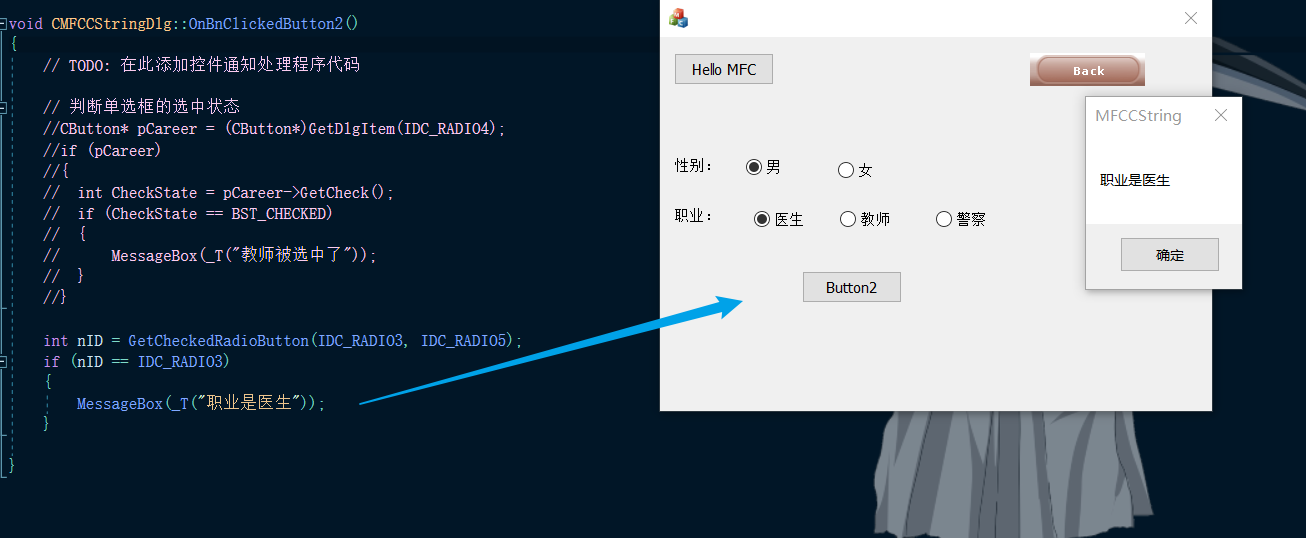 void CMFCCStringDlg::OnBnClickedButton2()
{
// TODO: 在此添加控件通知处理程序代码
// 判断单选框的选中状态
//CButton* pCareer = (CButton*)GetDlgItem(IDC_RADIO4);
//if (pCareer)
//{
// int CheckState = pCareer->GetCheck();
// if (CheckState == BST_CHECKED)
// {
// MessageBox(_T("教师被选中了"));
// }
//}
int nID = GetCheckedRadioButton(IDC_RADIO3, IDC_RADIO5);
if (nID == IDC_RADIO3)
{
MessageBox(_T("职业是医生"));
}
}
Hello MFC
Back
性别： 男 女
职业： 医生 教师 警察
Button2
MFCCString
职业是医生
确定